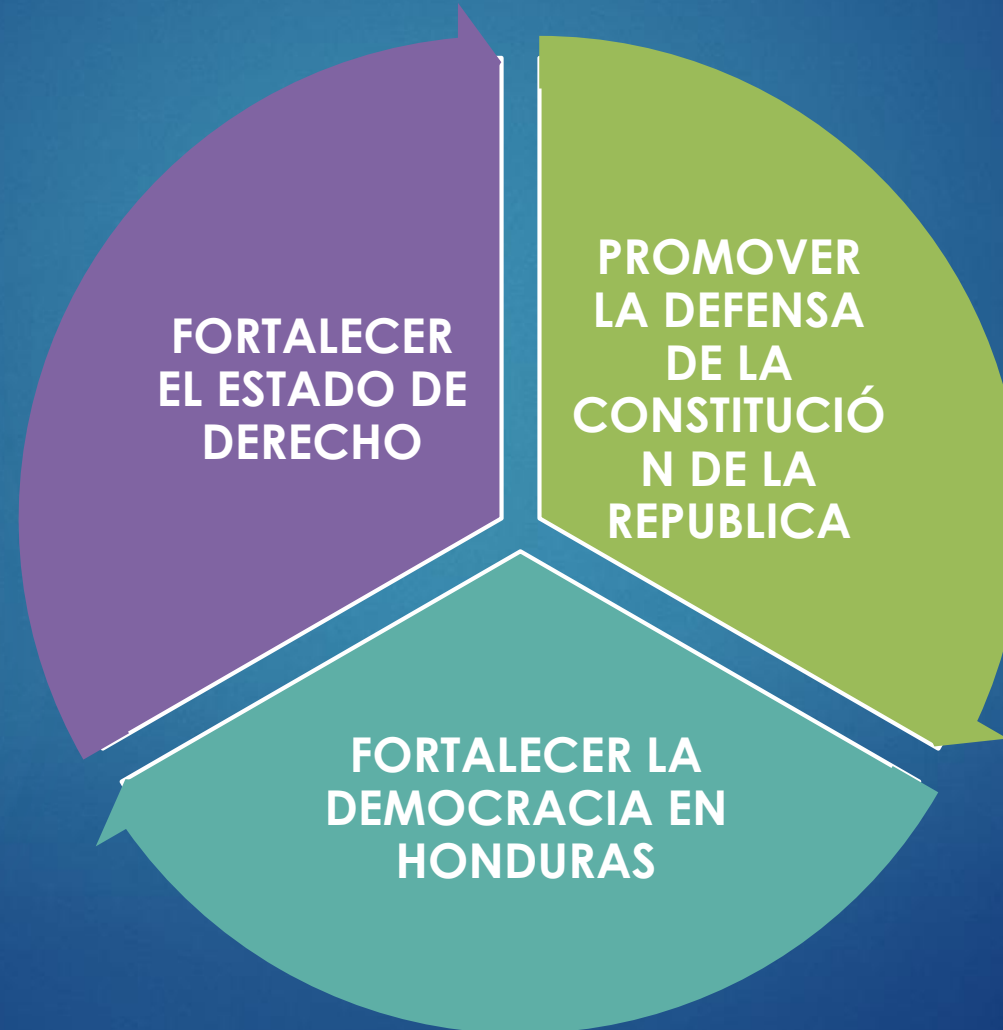 FORTALECER
EL ESTADO DE
DERECHO
PROMOVER
LA DEFENSA
DE LA
CONSTITUCIÓ
N DE LA
REPUBLICA
FORTALECER LA
DEMOCRACIA EN
HONDURAS